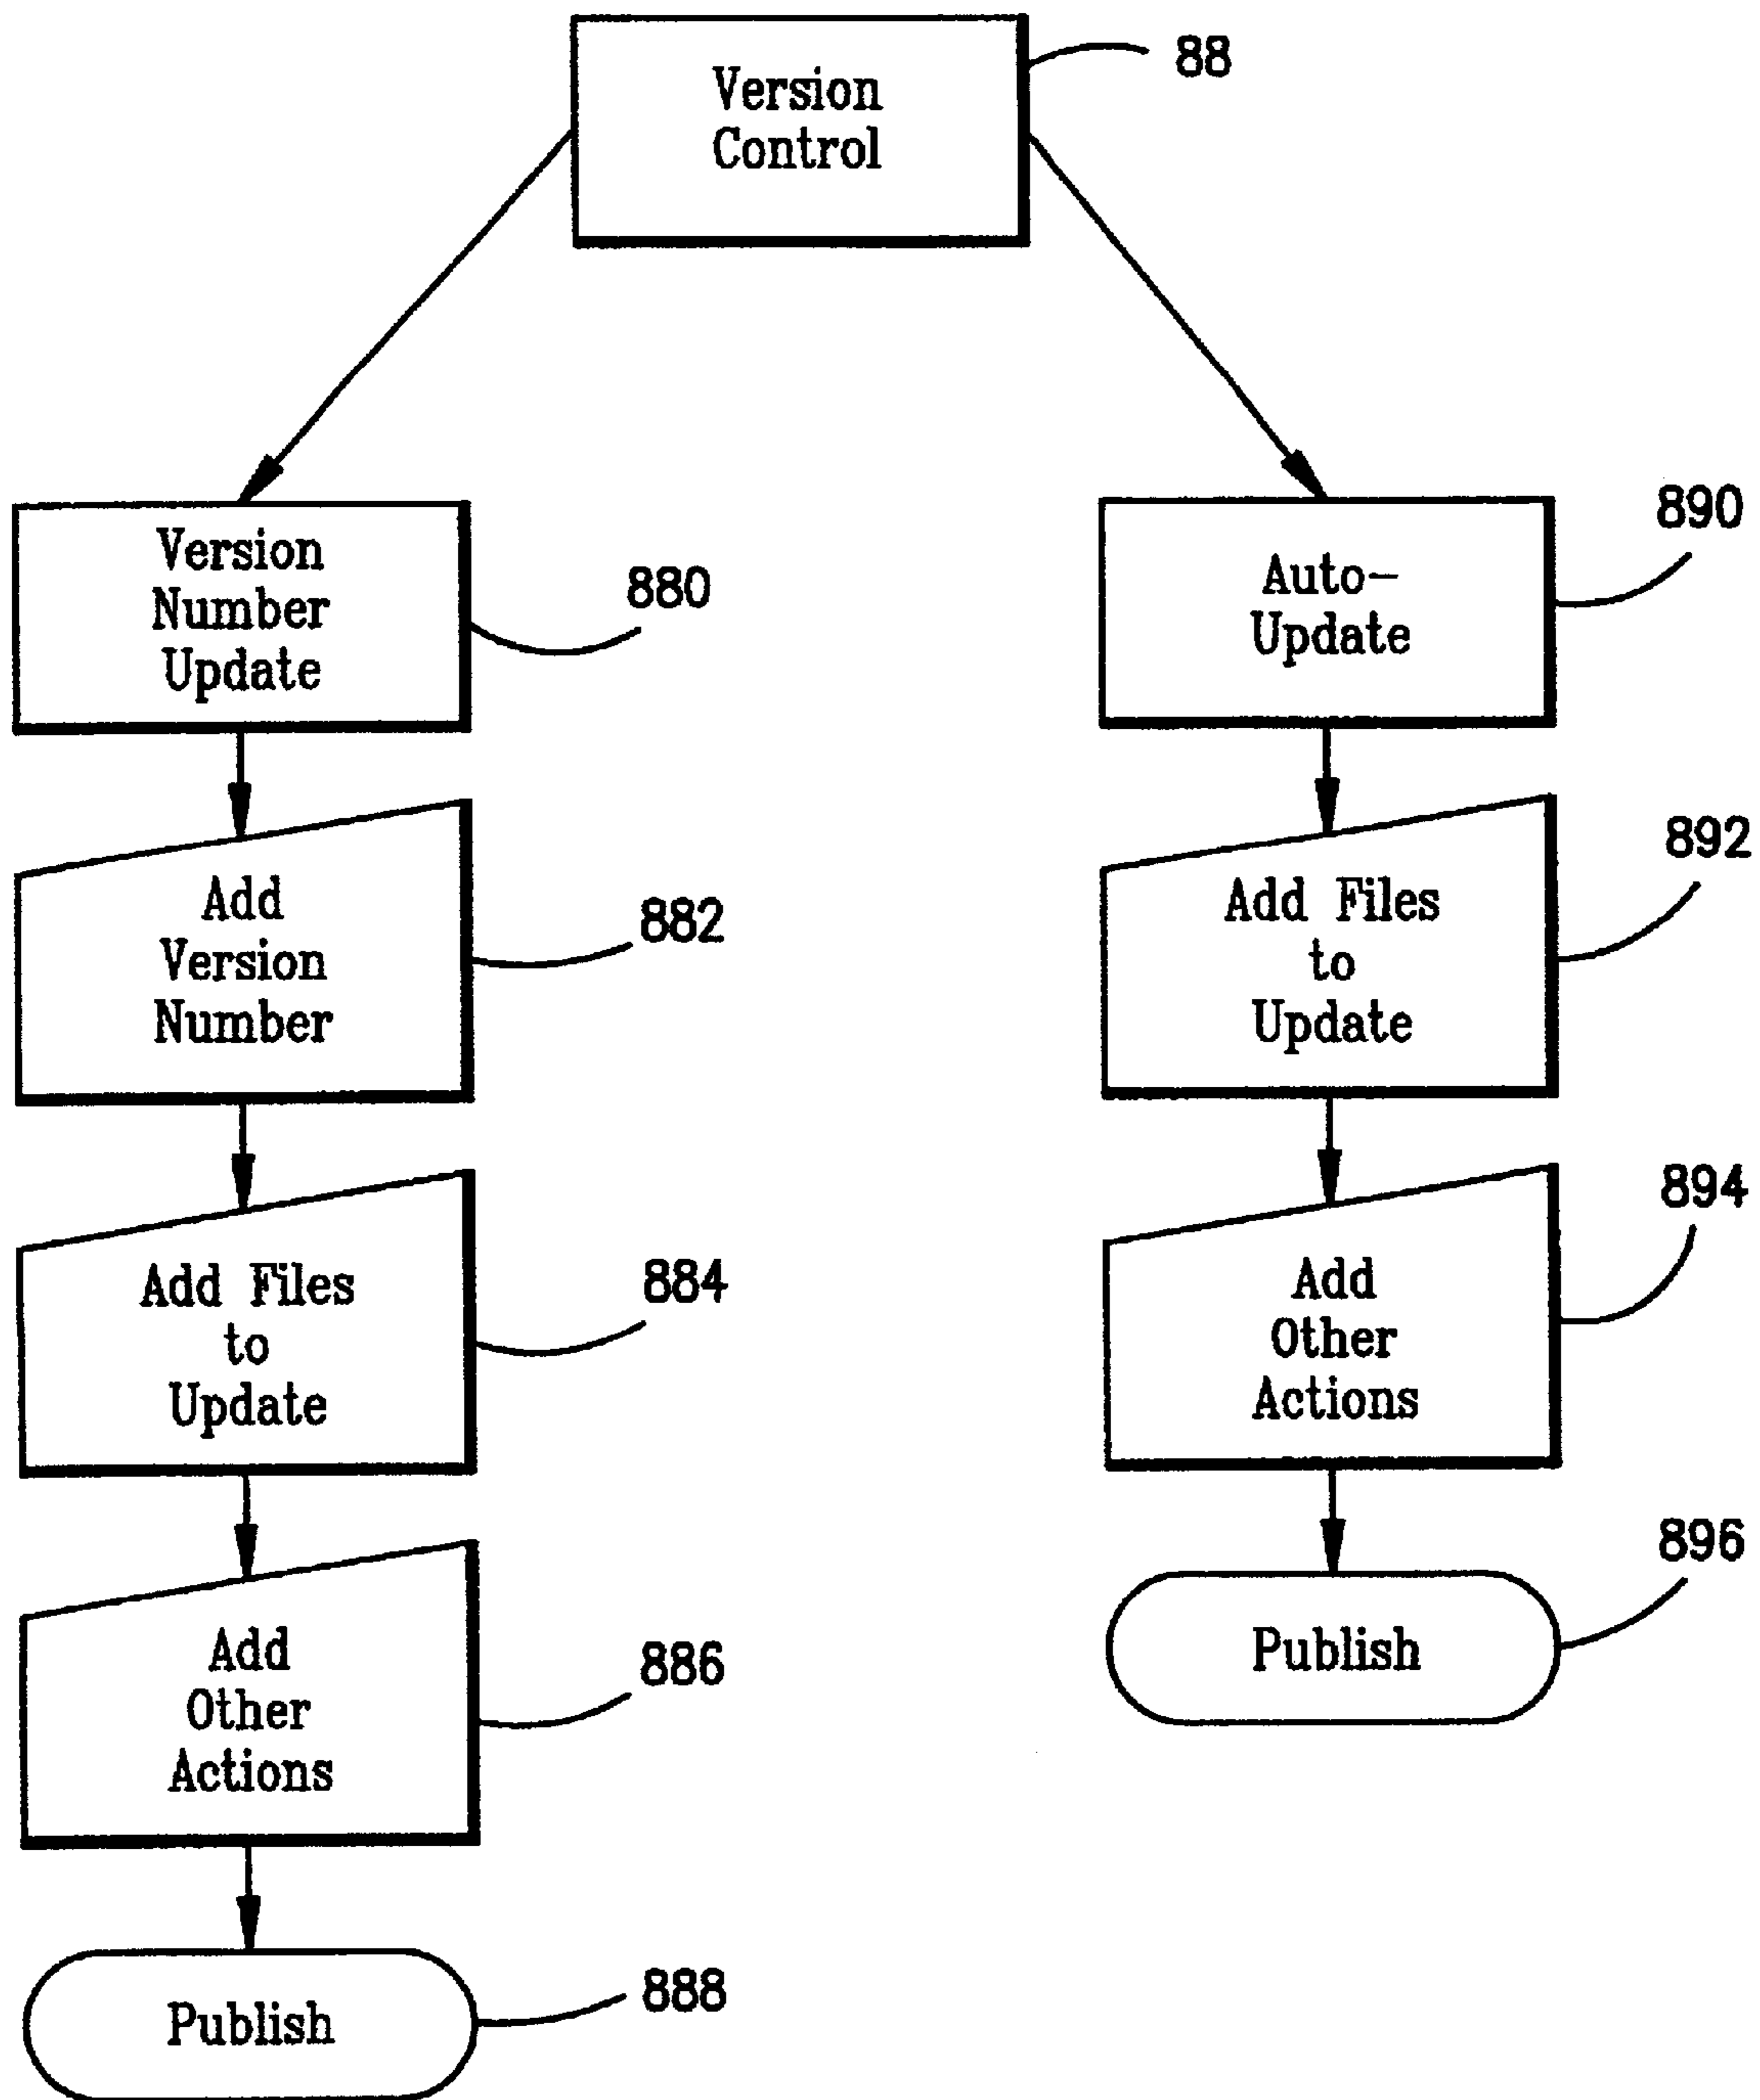 Version
Control
88
Version
Number
Update
880
Add
Version
Number
882
Add Files
to
Update
884
Add
Other
Actions
886
Publish
888
Auto-
Update
890
Add Files
to
Update
892
Add
Other
Actions
894
Publish
896